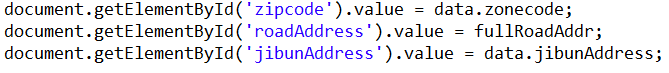 document.getElementById('zipcode').value = data.zonecode;
document.getElementById('roadAddress').value = fullRoadAddr;
document.getElementById('jibunAddress').value = data.jibunAddress;